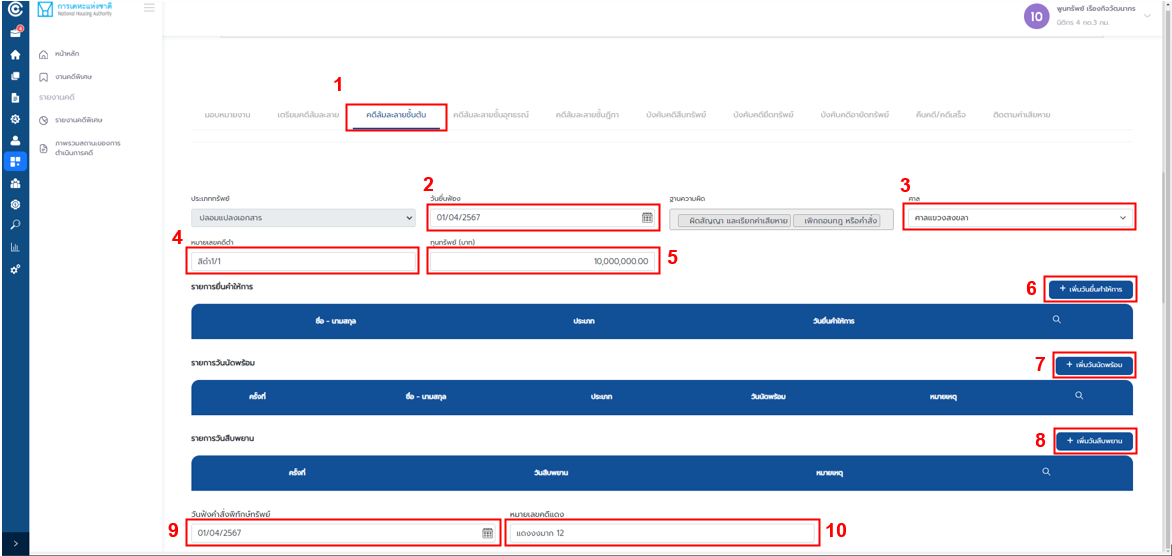 การเคหะแห่งชาติ
National Housing Authority
10
พูนทรัพย์ เรืองกิจวัฒนากร
นิติกร 4 กต.3 กม.
4
หน้าหลัก
งานคดีพิเศษ
รายงานคดี
รายงานคดีพิเศษ
ภาพรวมสถานะของการ
ดำเนินการคดี
1
มอบหมายงาน
เตรียมคดีล้มละลาย
คดีล้มละลายชั้นต้น
คดีล้มละลายชั้นอุทธรณ์
คดีล้มละลายชั้นฎีกา
บังคับคดีสืบทรัพย์
บังคับคดียึดทรัพย์
บังคับคดีอายัดทรัพย์
คืนคดี/คดีเสร็จ
ติดตามค่าเสียหาย
2
3
ประเภททรัพย์
วันยื่นฟ้อง
ฐานความผิด
ศาล
ปลอมแปลงเอกสาร
01/04/2567
ผิดสัญญา และเรียกค่าเสียหาย
เพิกถอนกฎ หรือคำสั่ง
ศาลแขวงสงขลา
4
หมายเลขคดีดำ
ทุนทรัพย์ (บาท)
สีดำ1/1
10,000,000.00
5
รายการยื่นคำให้การ
6
+ เพิ่มวันยื่นคำให้การ
ชื่อ - นามสกุล
ประเภท
วันยื่นคำให้การ
รายการวันนัดพร้อม
7
+ เพิ่มวันนัดพร้อม
ครั้งที่
ชื่อ - นามสกุล
ประเภท
วันนัดพร้อม
หมายเหตุ
รายการวันสืบพยาน
8
+ เพิ่มวันสืบพยาน
ครั้งที่
วันสืบพยาน
หมายเหตุ
วันฟังคำสั่งพิทักษ์ทรัพย์
หมายเลขคดีแดง
9
01/04/2567
แดงงงมาก 12
10